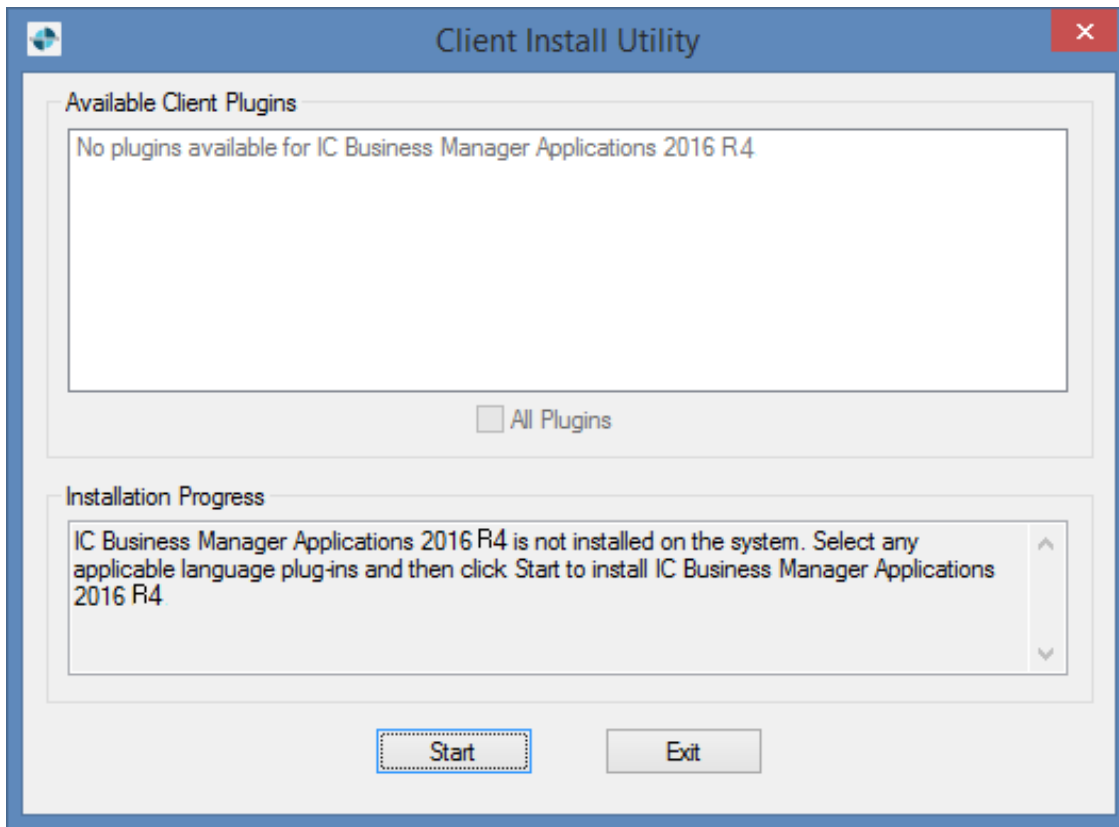 Client Install Utility
Available Client Plugins
No plugins available for IC Business Manager Applications 2016 R4
All Plugins
Installation Progress
IC Business Manager Applications 2016 R4 is not installed on the system. Select any
applicable language plug-ins and then click Start to install IC Business Manager Applications
2016 R4
Start
Exit